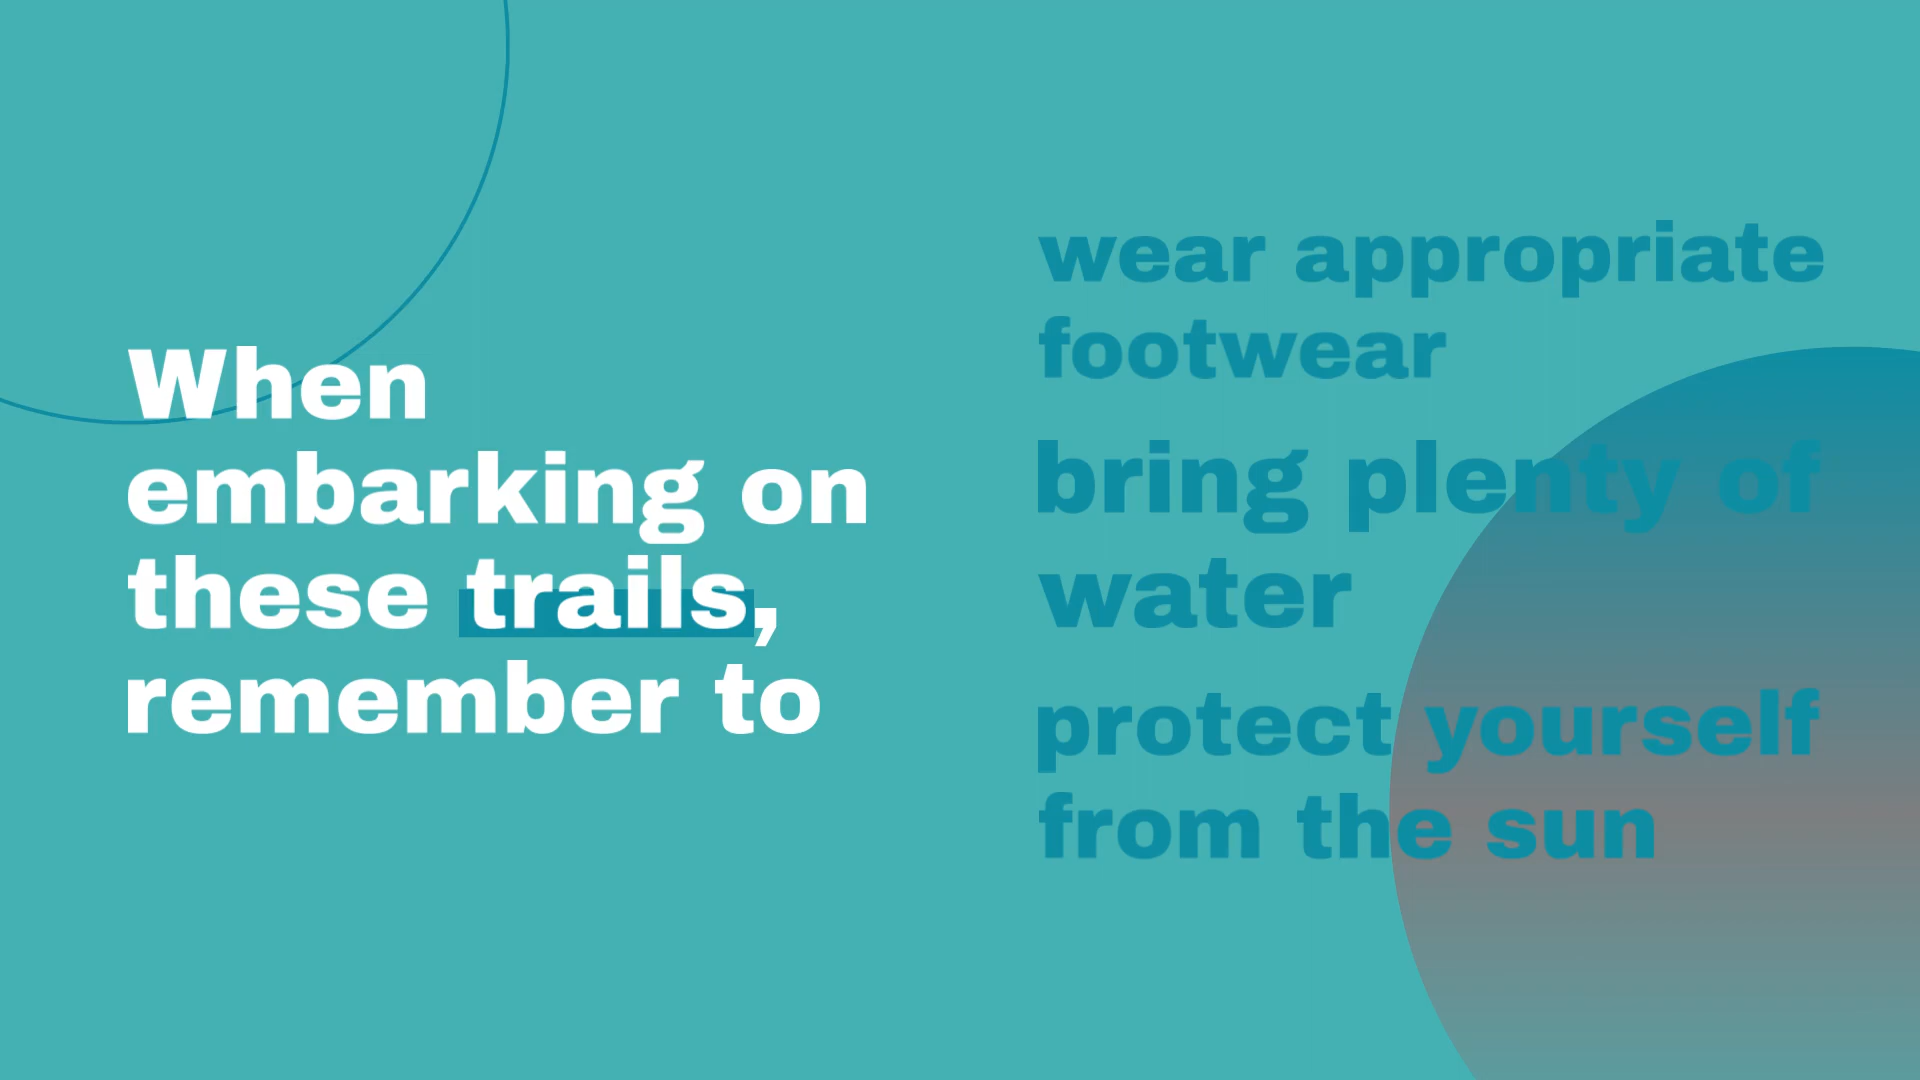 When
embarking on
these trails,
remember to
wear appropriate
footwear
bring plenty of
water
protect yourself
from the sun